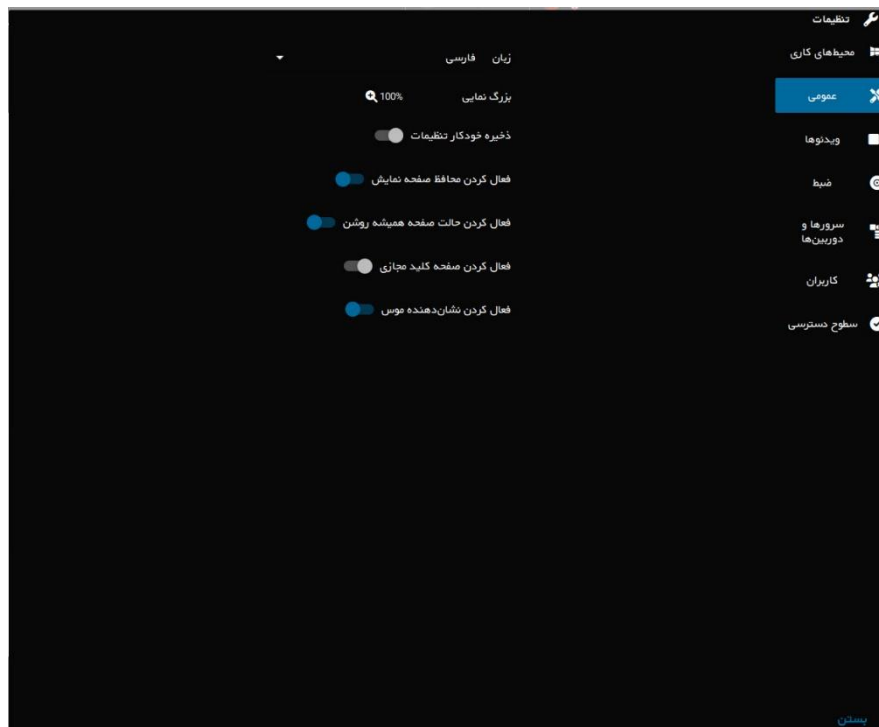 تنظیمات
محیط‌های کاری
عمومی
ویدئوها
ضبط
سرورها و
دوربین‌ها
کاربران
سطوح دسترسی
زبان فارسی
بزرگ نمایی 100%
ذخیره خودکار تنظیمات
فعال کردن محافظ صفحه نمایش
فعال کردن حالت صفحه همیشه روشن
فعال کردن صفحه کلید مجازی
فعال کردن نشان‌دهنده موس
بستن